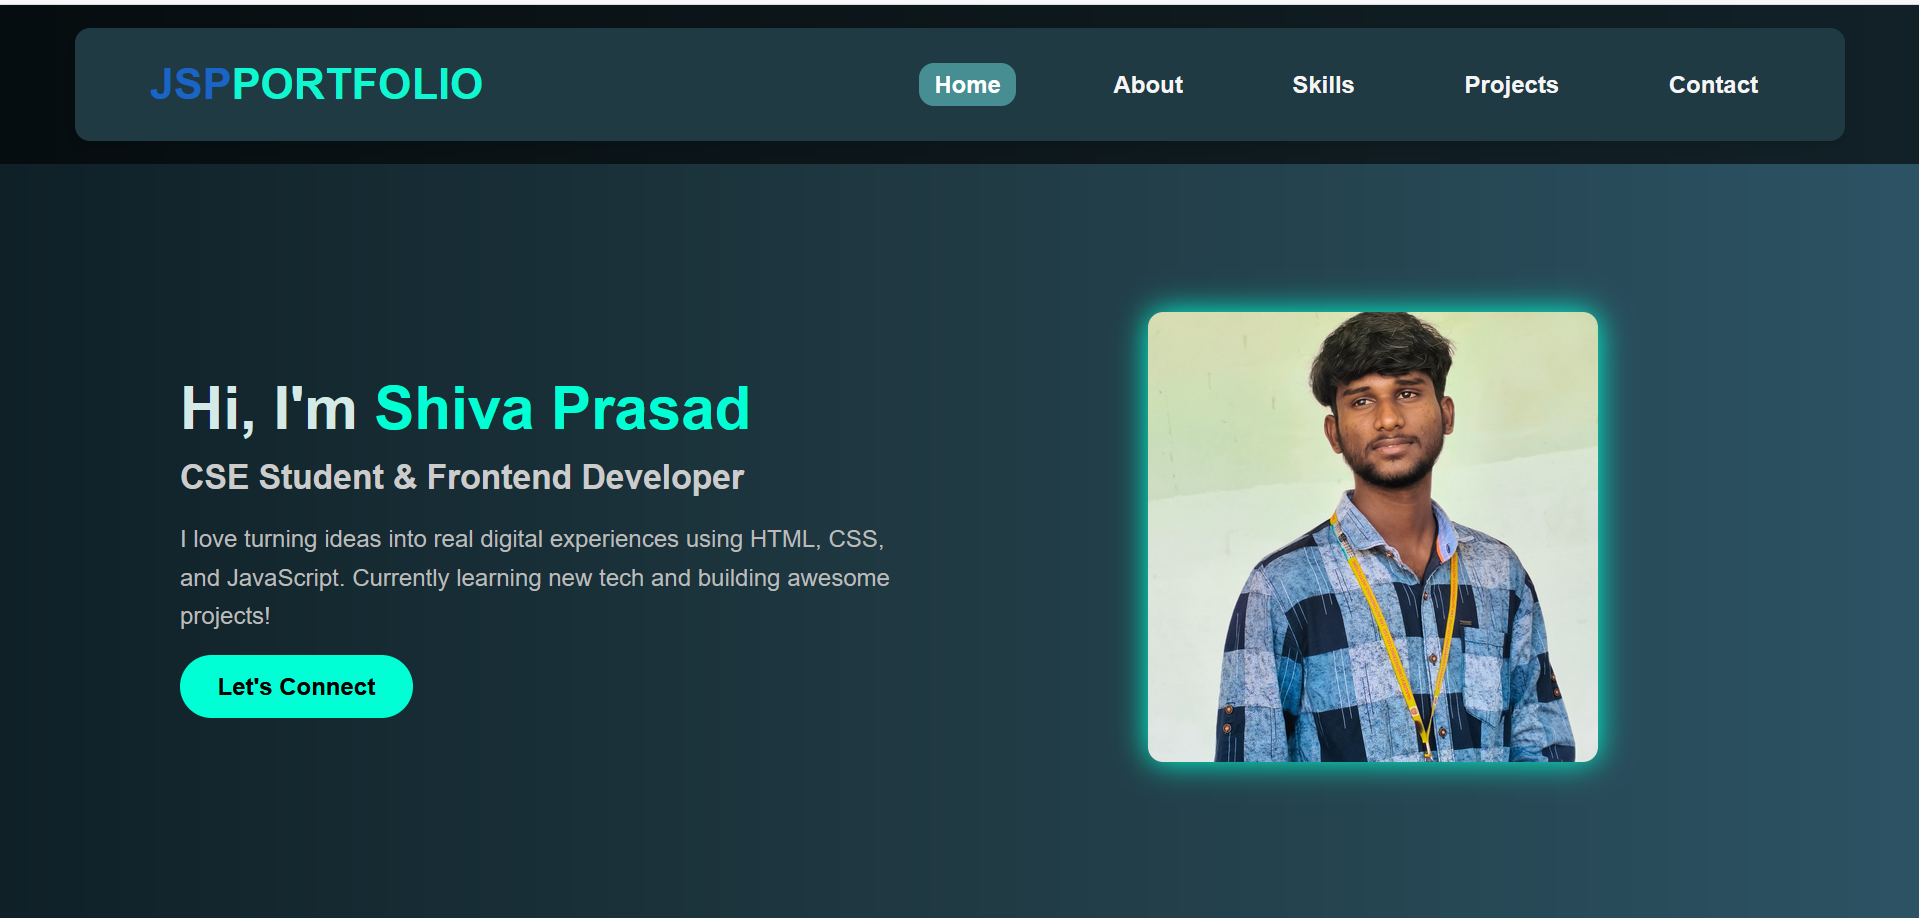 JSPPORTFOLIO
Home About Skills Projects Contact
Hi, I'm Shiva Prasad
CSE Student & Frontend Developer
I love turning ideas into real digital experiences using HTML, CSS,
and JavaScript. Currently learning new tech and building awesome
projects!
Let's Connect